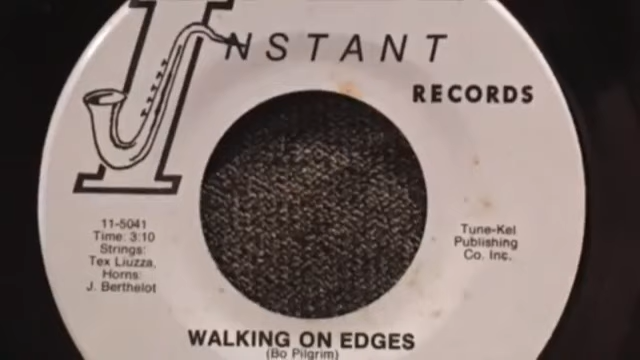 INSTANT
RECORDS
11-5041
Time: 3:10
Strings:
Tex Liuzza,
Horns:
J. Berthelot
Tune-Kel
Publishing
Co. Inc.
WALKING ON EDGES
(Bo Pilgrim)